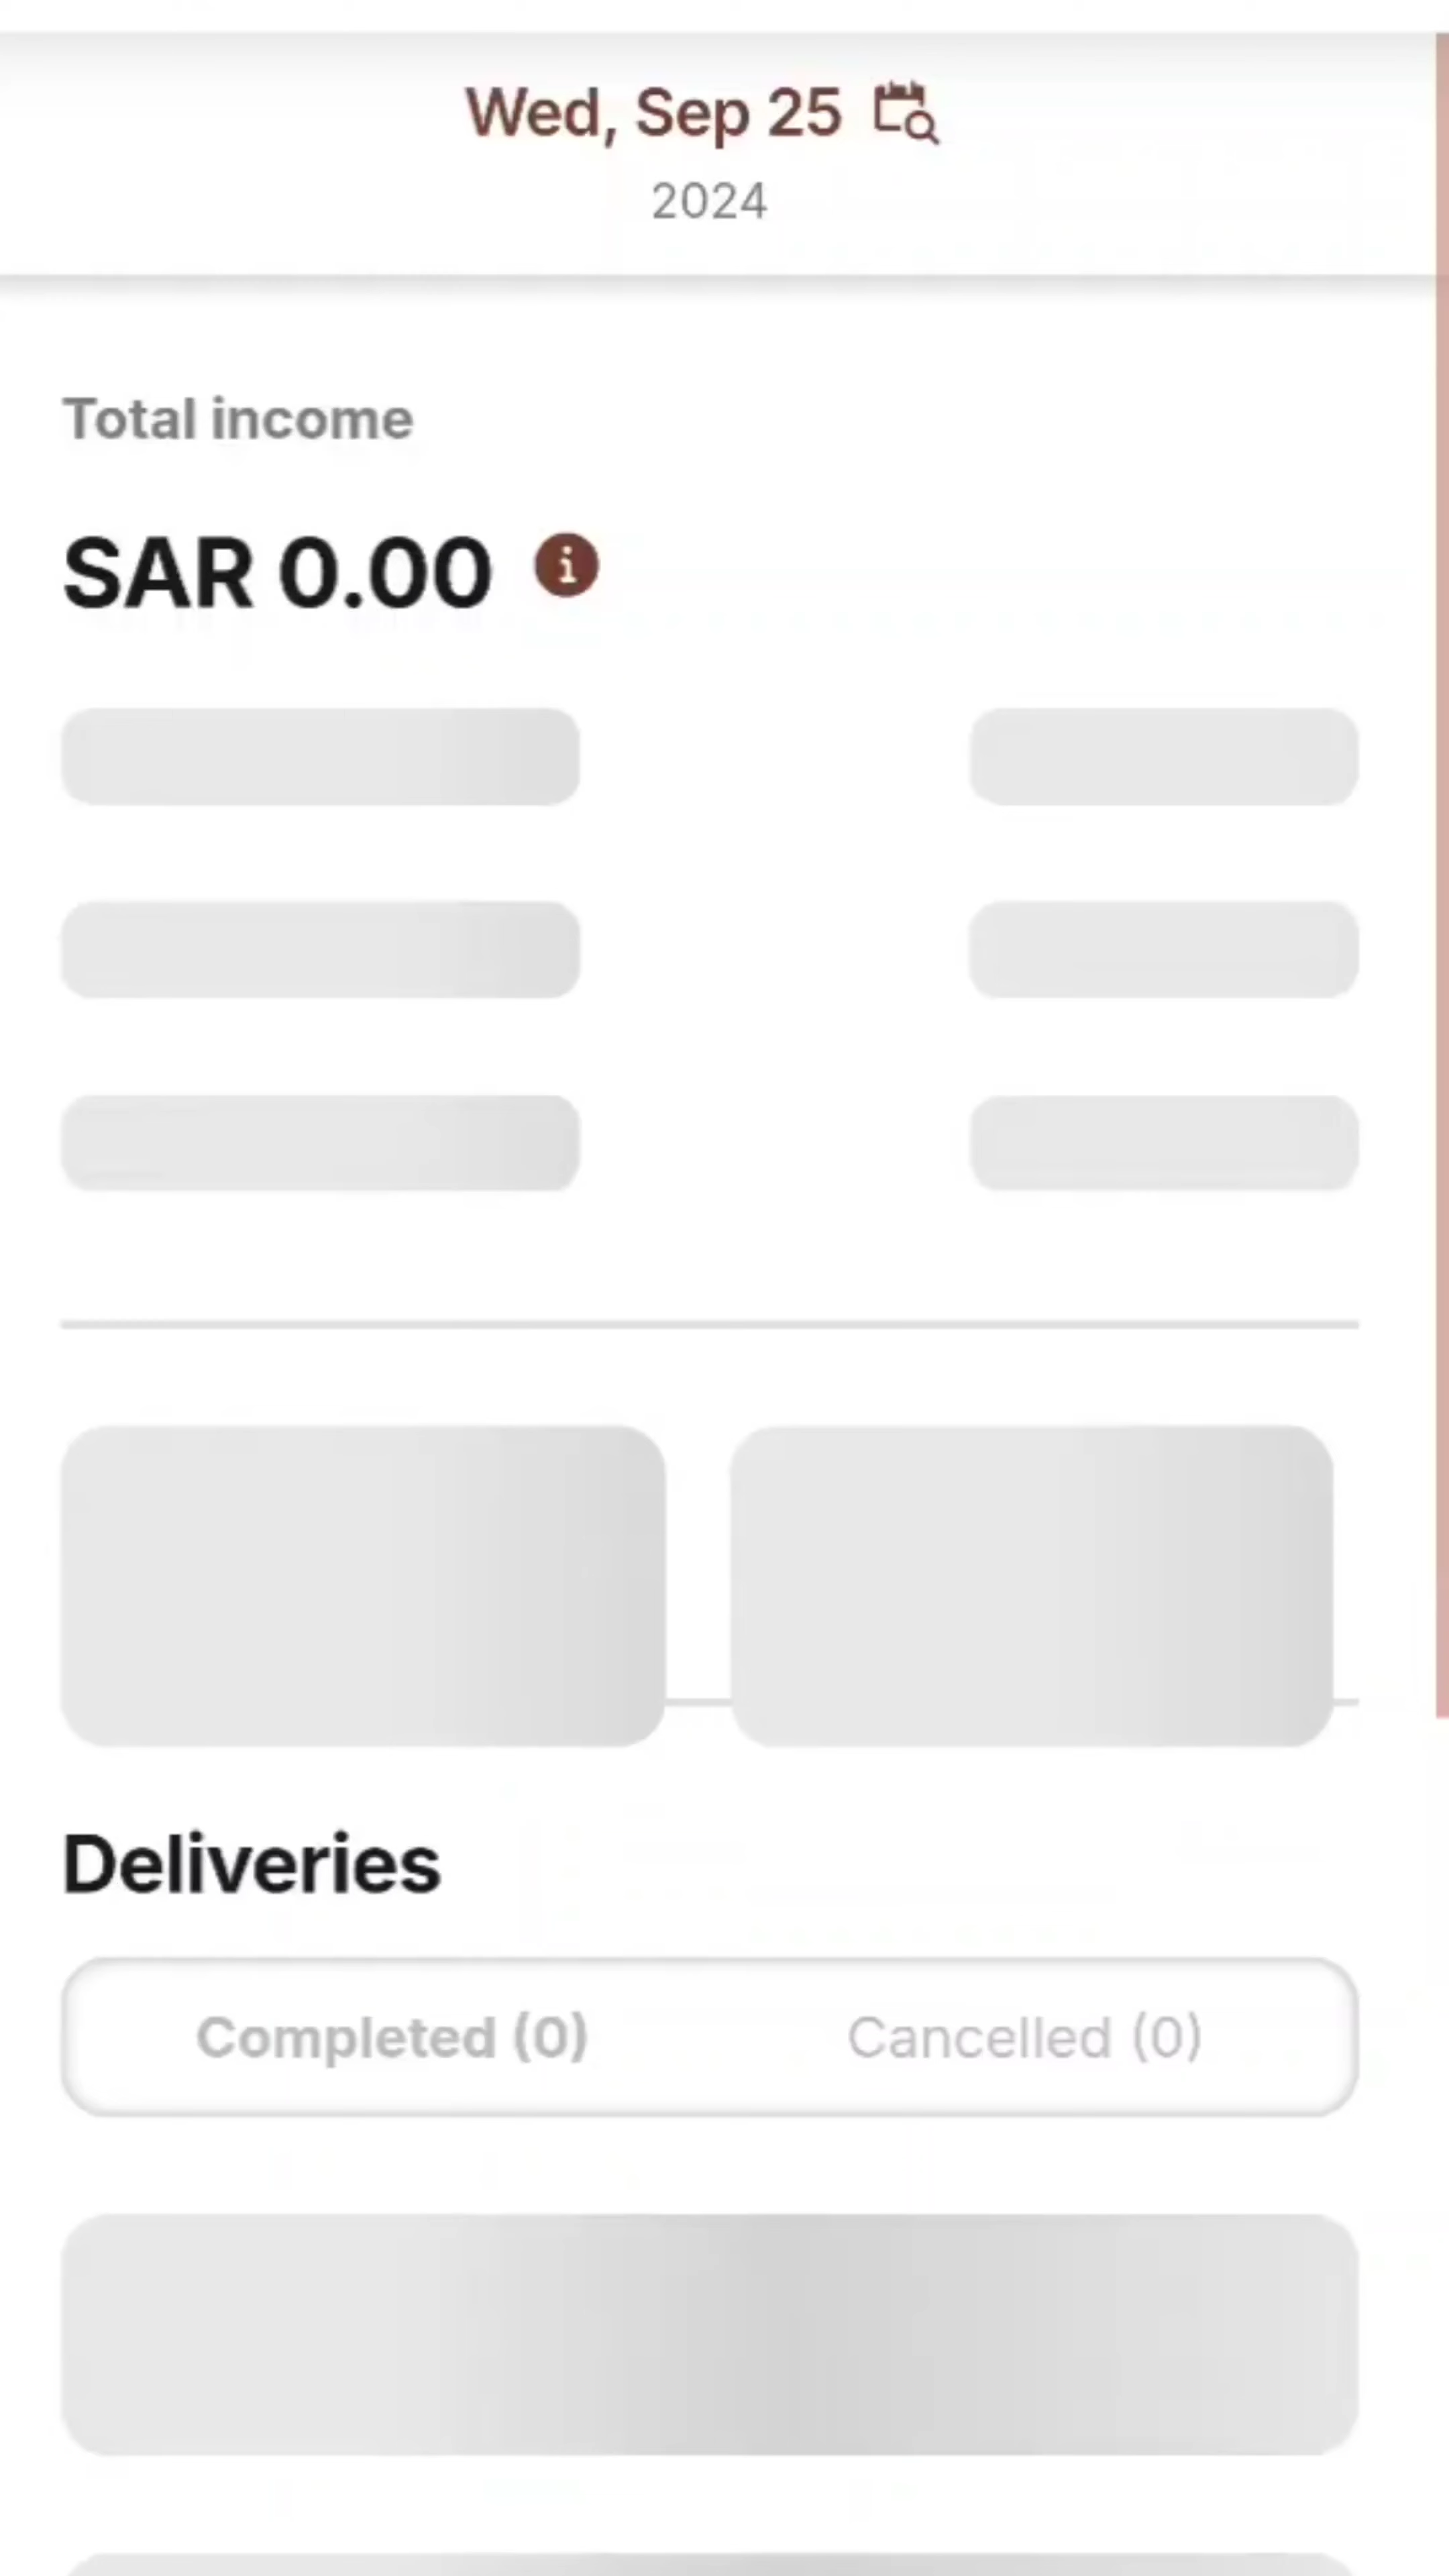 Wed, Sep 25
2024
Total income
SAR 0.00
Deliveries
Completed (0) Cancelled (0)